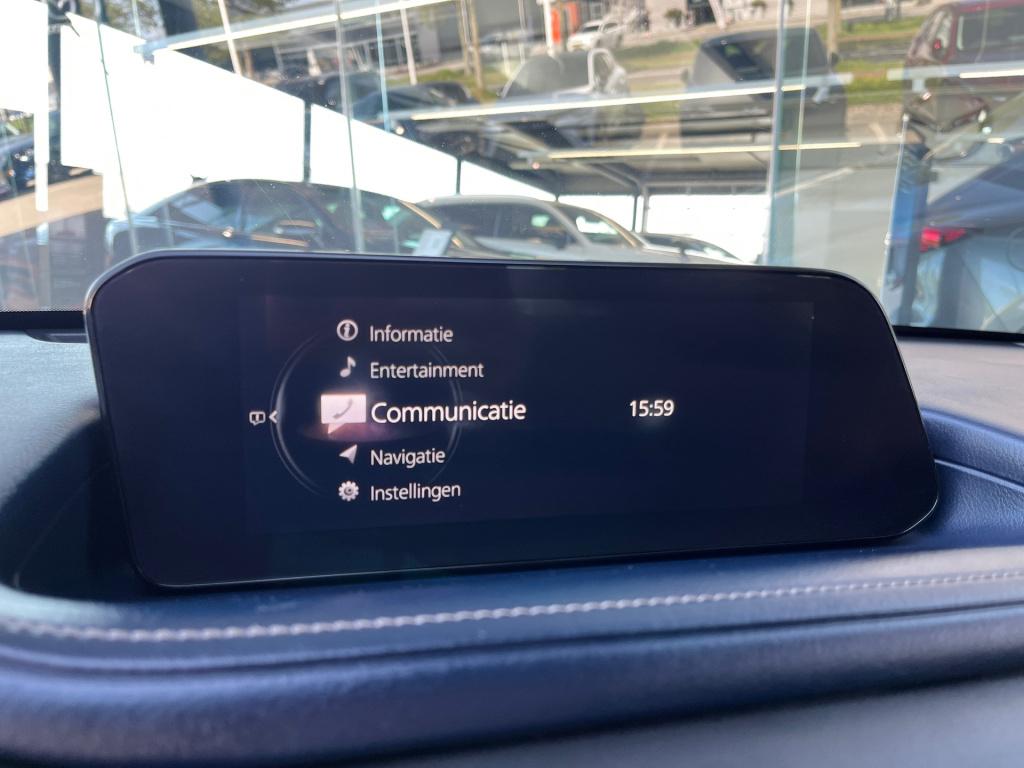 Informatie
Entertainment
Communicatie
15:59
Navigatie
Instellingen